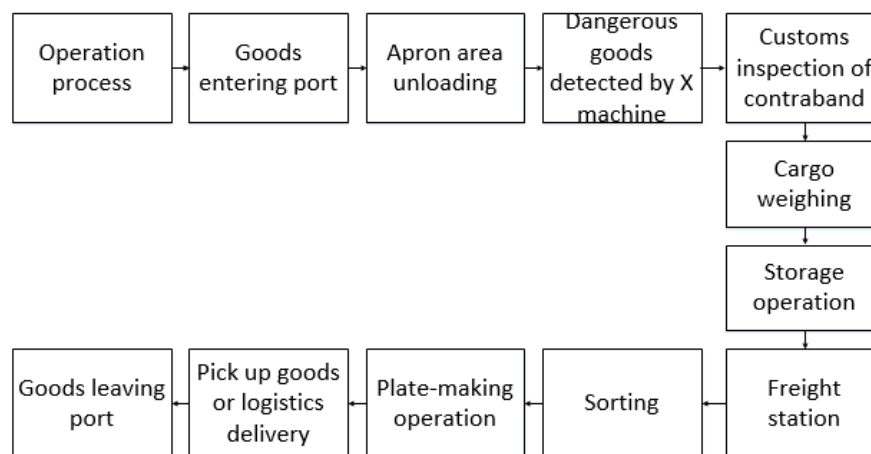 Operation
process
Goods
entering port
Apron area
unloading
Dangerous
goods
detected by X
machine
Customs
inspection of
contraband
Cargo
weighing
Storage
operation
Freight
station
Sorting
Plate-making
operation
Pick up goods
or logistics
delivery
Goods leaving
port